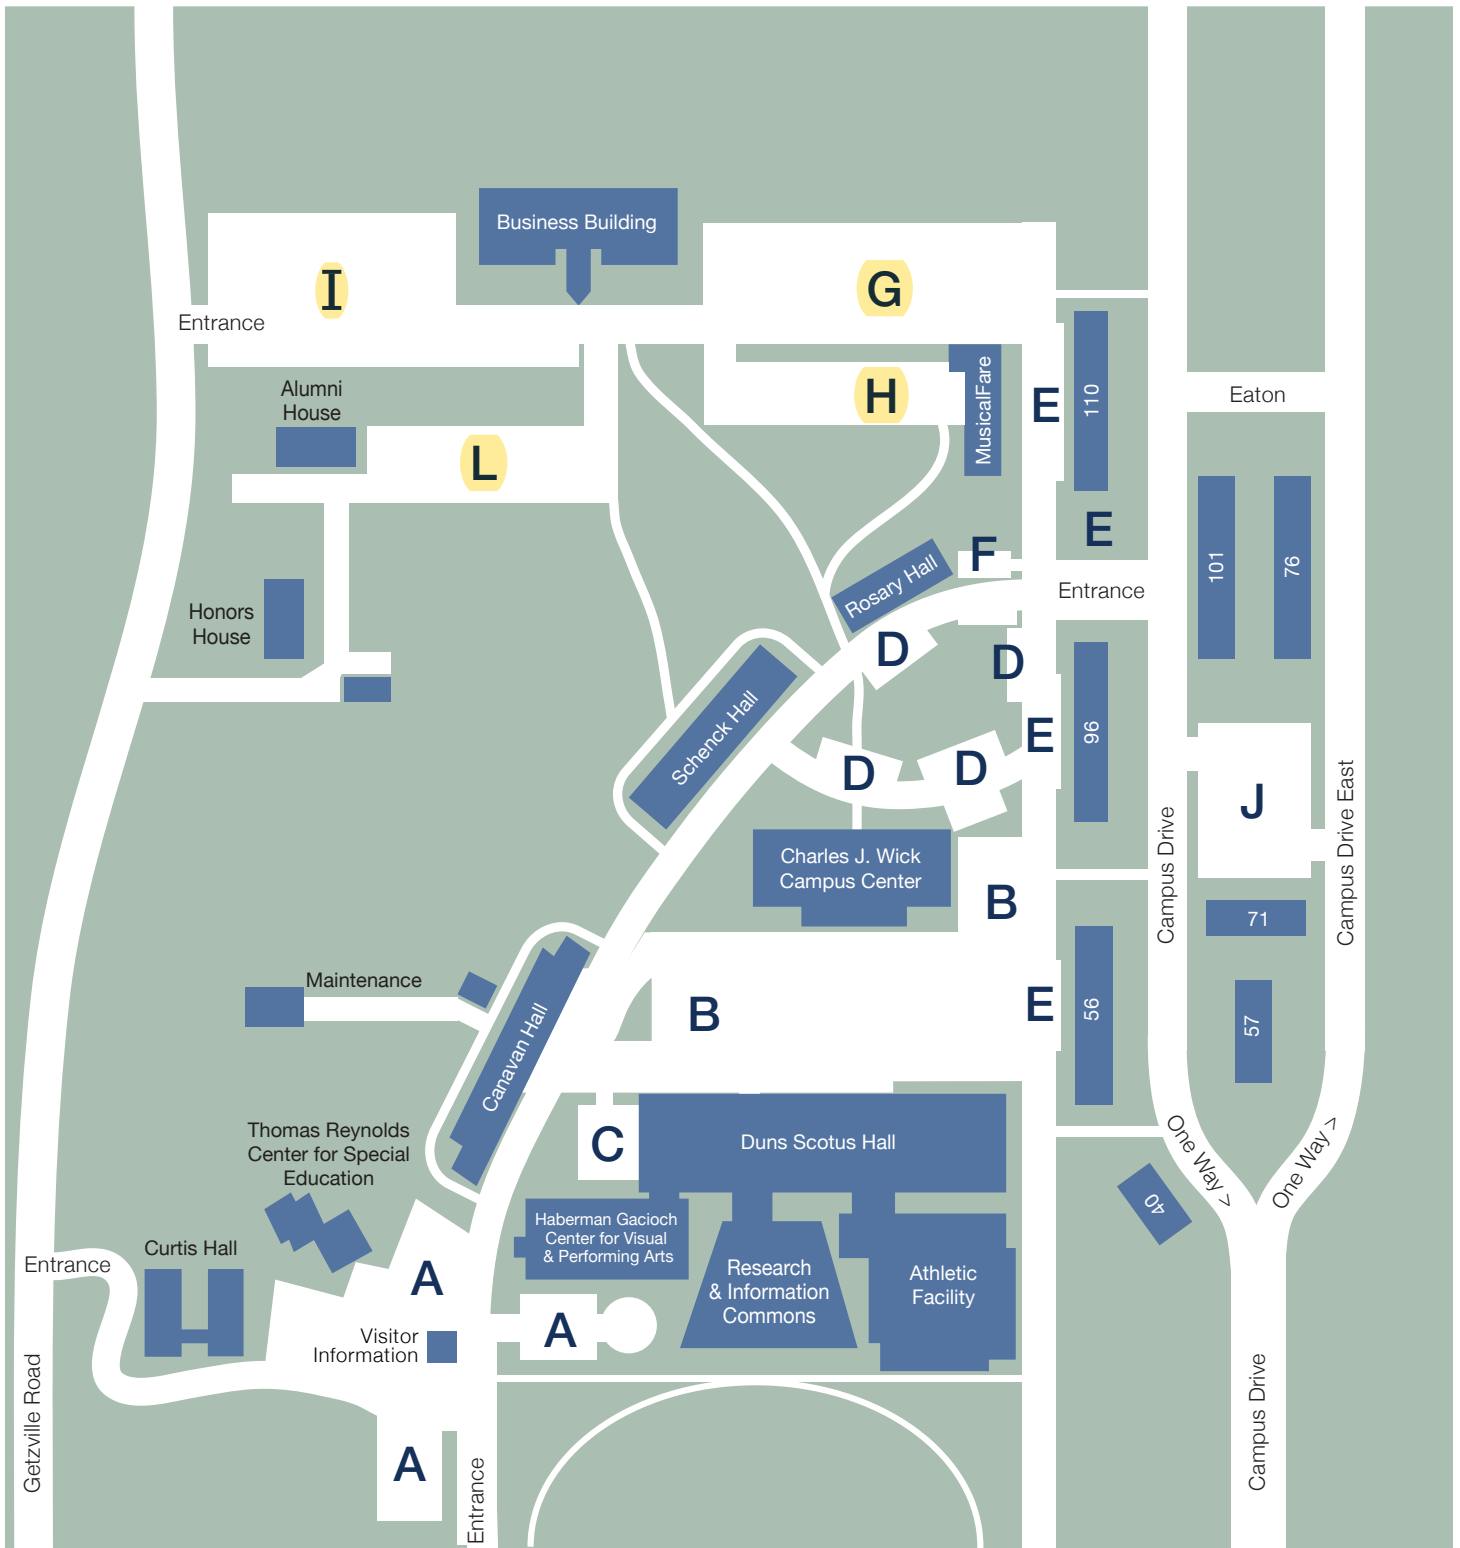 Business Building
I
G
Entrance
Alumni
House
H
MusicalFare
E
110
Eaton
L
E
F
101
76
Rosary Hall
Entrance
Honors
House
D
D
Schenck Hall
E
96
D
D
J
Campus Drive
Campus Drive East
Charles J. Wick
Campus Center
B
71
Maintenance
B
E
56
57
Canavan Hall
Thomas Reynolds
Center for Special
Education
C
Duns Scotus Hall
One Way >
One Way >
40
Haberman Gacioch
Center for Visual
& Performing Arts
Curtis Hall
Entrance
A
Research
& Information
Commons
Athletic
Facility
Visitor
Information
A
Getzville Road
A
Entrance
Campus Drive